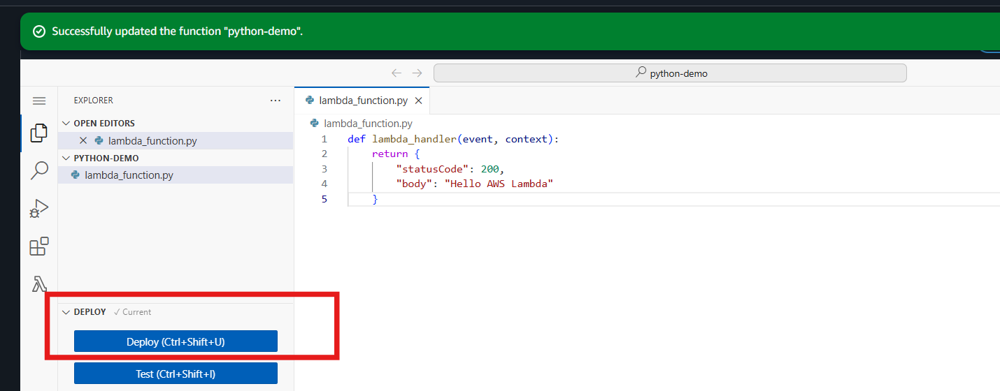 Successfully updated the function "python-demo".
python-demo
EXPLORER
lambda_function.py
OPEN EDITORS
lambda_function.py
PYTHON-DEMO
lambda_function.py
lambda_function.py
1 def lambda_handler(event, context):
2 return {
3 "statusCode": 200,
4 "body": "Hello AWS Lambda"
5 }
DEPLOY ✓ Current
Deploy (Ctrl+Shift+U)
Test (Ctrl+Shift+I)